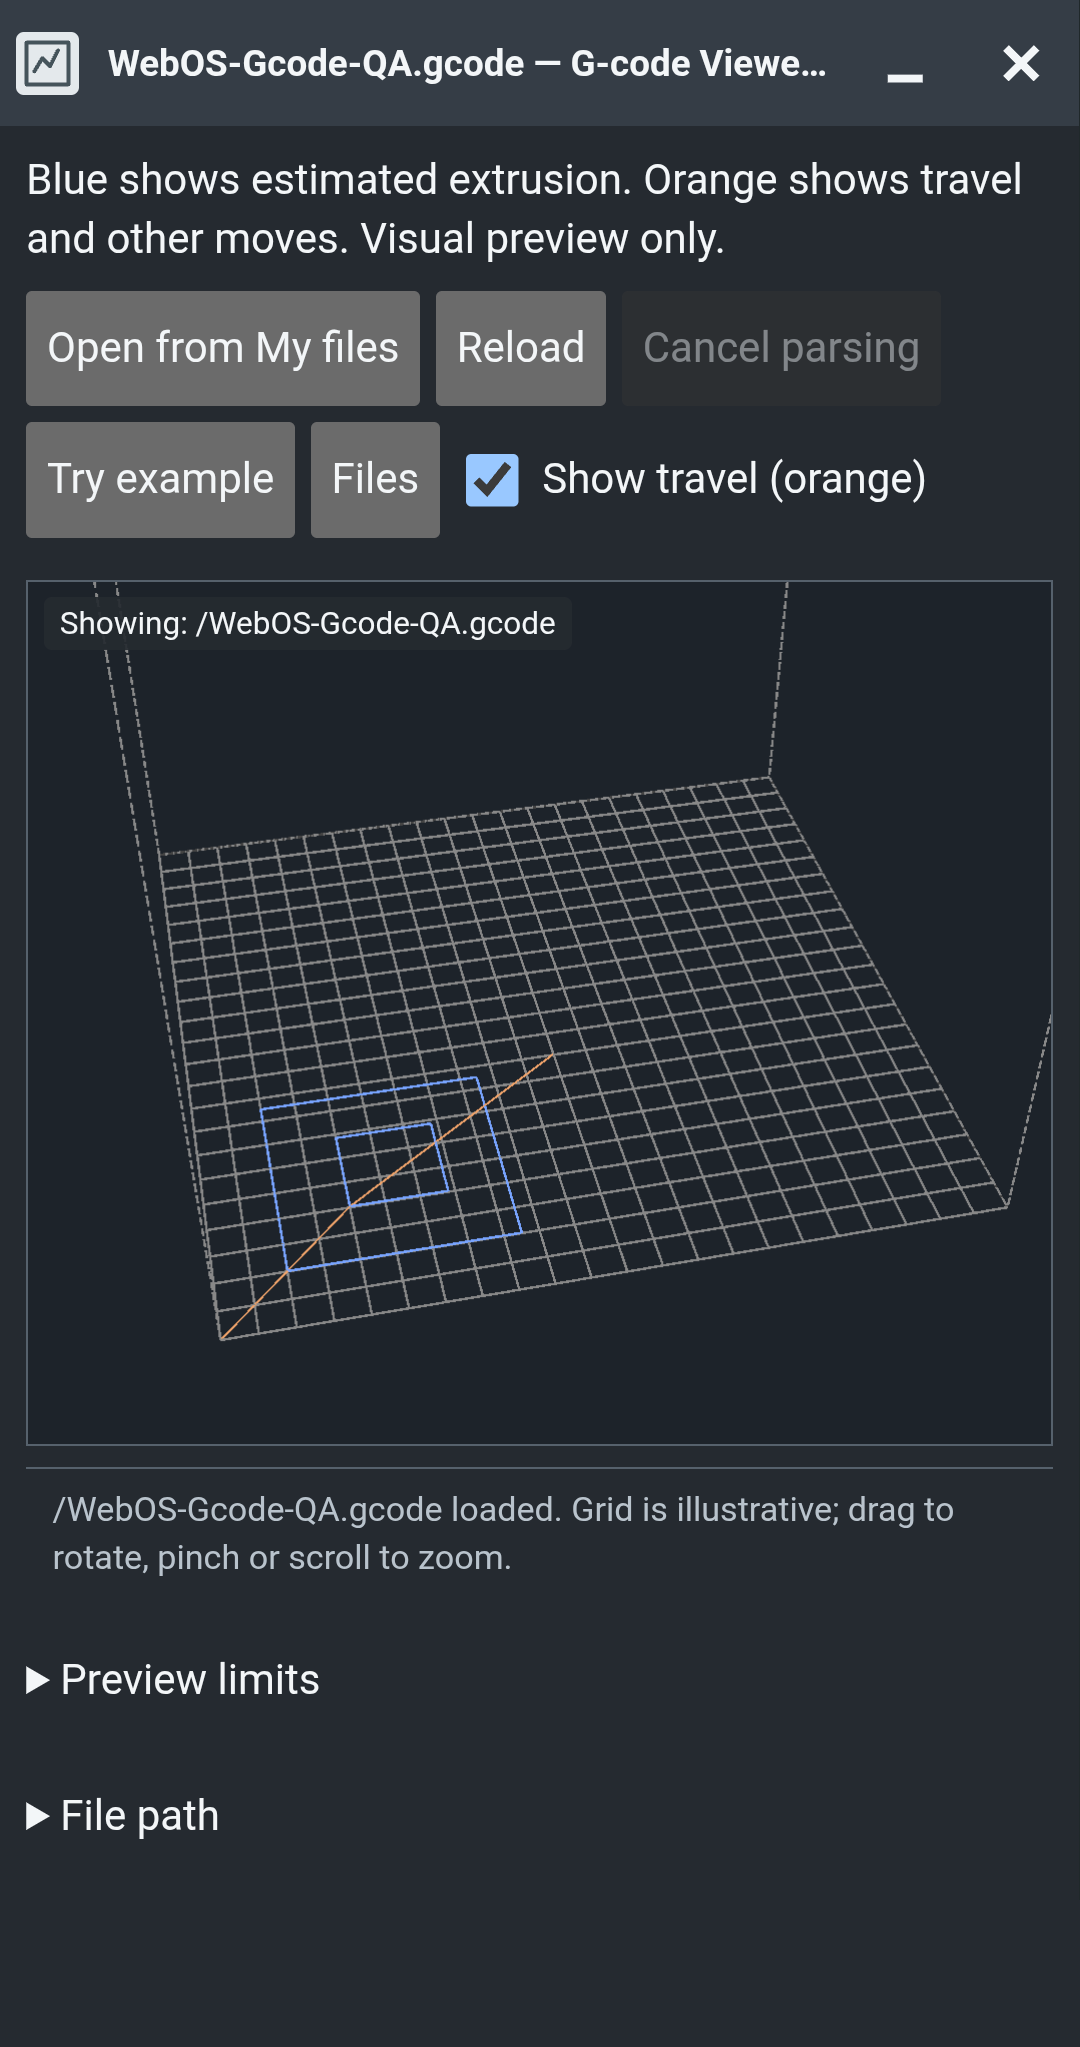 WebOS-Gcode-QA.gcode — G-code Viewe...
Blue shows estimated extrusion. Orange shows travel
and other moves. Visual preview only.
Open from My files
Reload
Cancel parsing
Try example
Files
Show travel (orange)
Showing: /WebOS-Gcode-QA.gcode
/WebOS-Gcode-QA.gcode loaded. Grid is illustrative; drag to
rotate, pinch or scroll to zoom.
Preview limits
File path